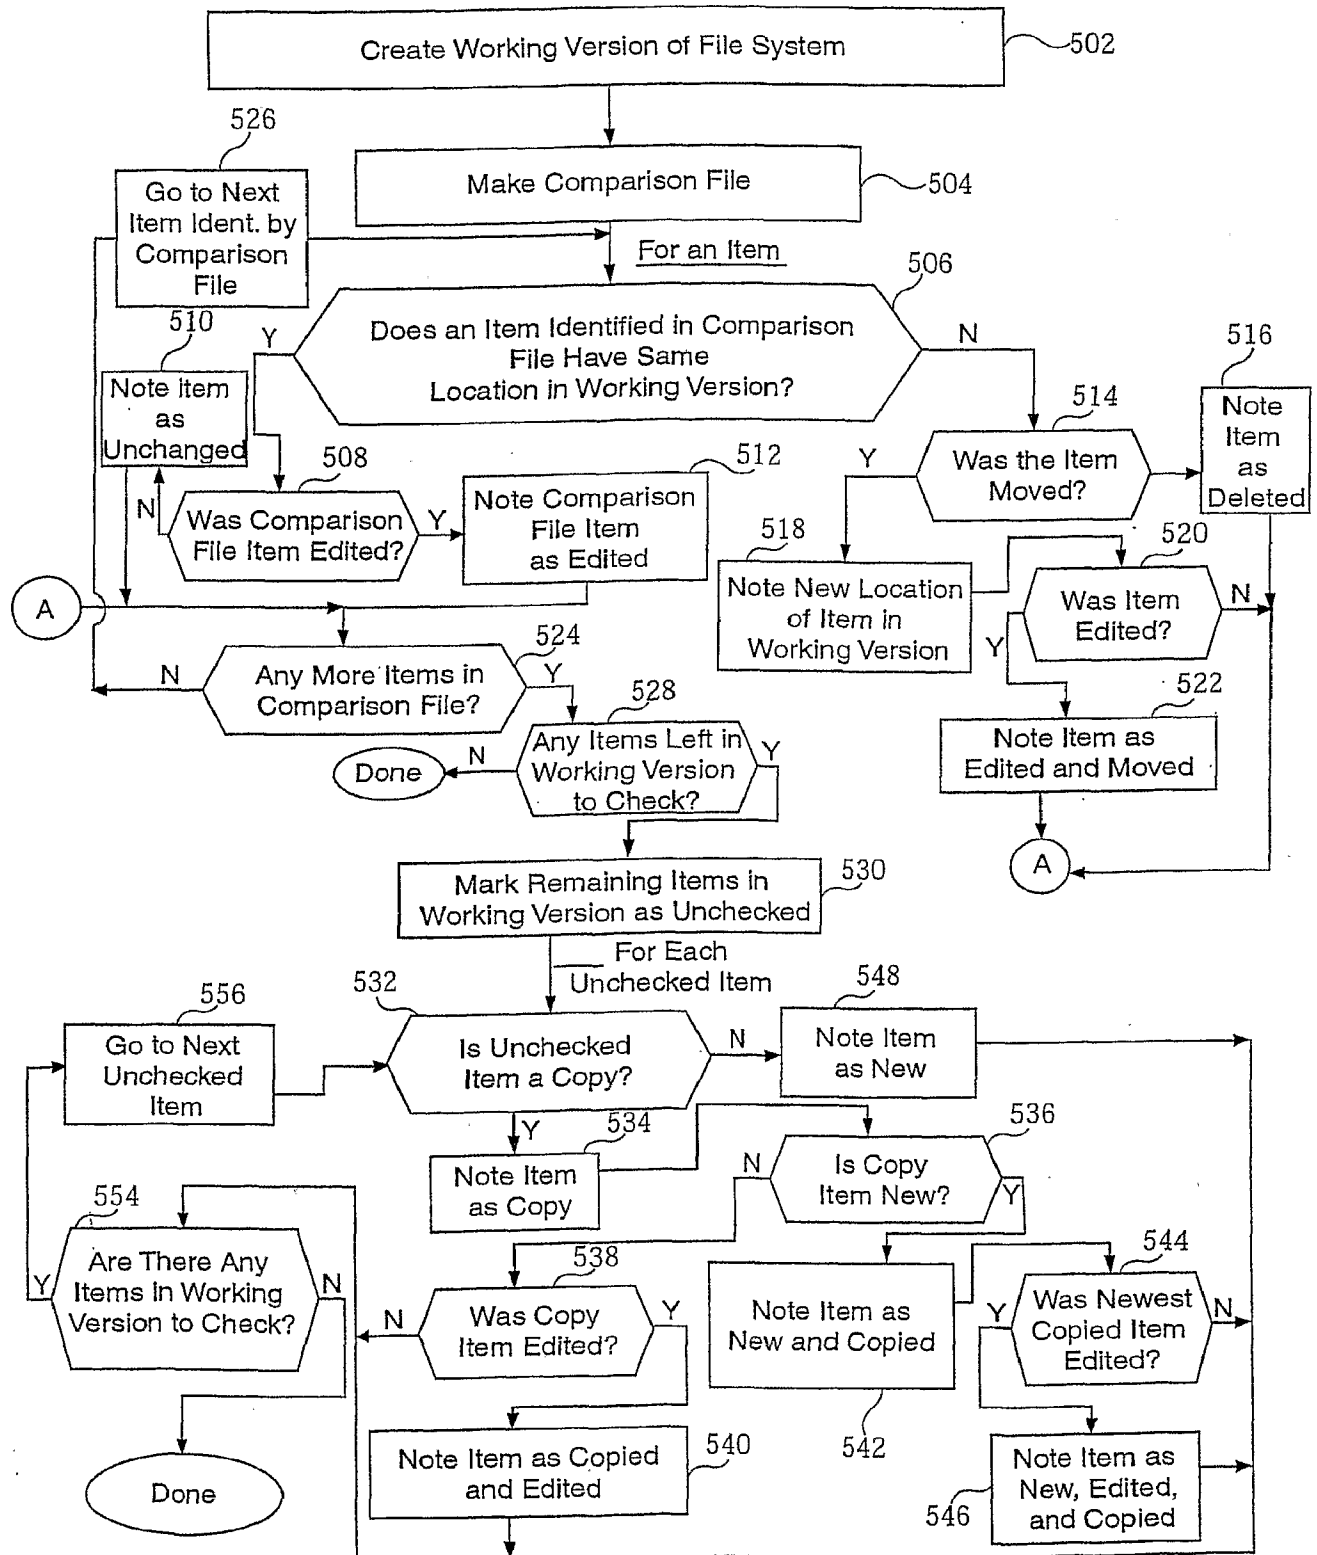 Create Working Version of File System
502
526
Make Comparison File
504
Go to Next
Item Ident. by
Comparison
File
For an Item
506
510
Y
Does an Item Identified in Comparison
File Have Same
Location in Working Version?
N
516
Note Item
as
Unchanged
514
Note
Item
as
Deleted
508
512
Y
Was the Item
Moved?
N
Was Comparison
File Item Edited?
Y
Note Comparison
File Item
as Edited
518
520
A
Note New Location
of Item in
Working Version
Was Item
Edited?
N
Y
524
N
Any More Items in
Comparison File?
Y
528
522
Done
N
Any Items Left in
Working Version
to Check?
Y
Note Item as
Edited and Moved
A
Mark Remaining Items in
Working Version as Unchecked
530
For Each
Unchecked Item
556
532
548
Go to Next
Unchecked
Item
Is Unchecked
Item a Copy?
N
Note Item
as New
Y
534
536
Note Item
as Copy
N
Is Copy
Item New?
Y
554
Are There Any
Items in Working
Version to Check?
Y
N
538
544
N
Was Copy
Item Edited?
Y
Note Item as
New and Copied
Y
Was Newest
Copied Item
Edited?
N
542
Done
Note Item as Copied
and Edited
540
Note Item as
New, Edited,
and Copied
546